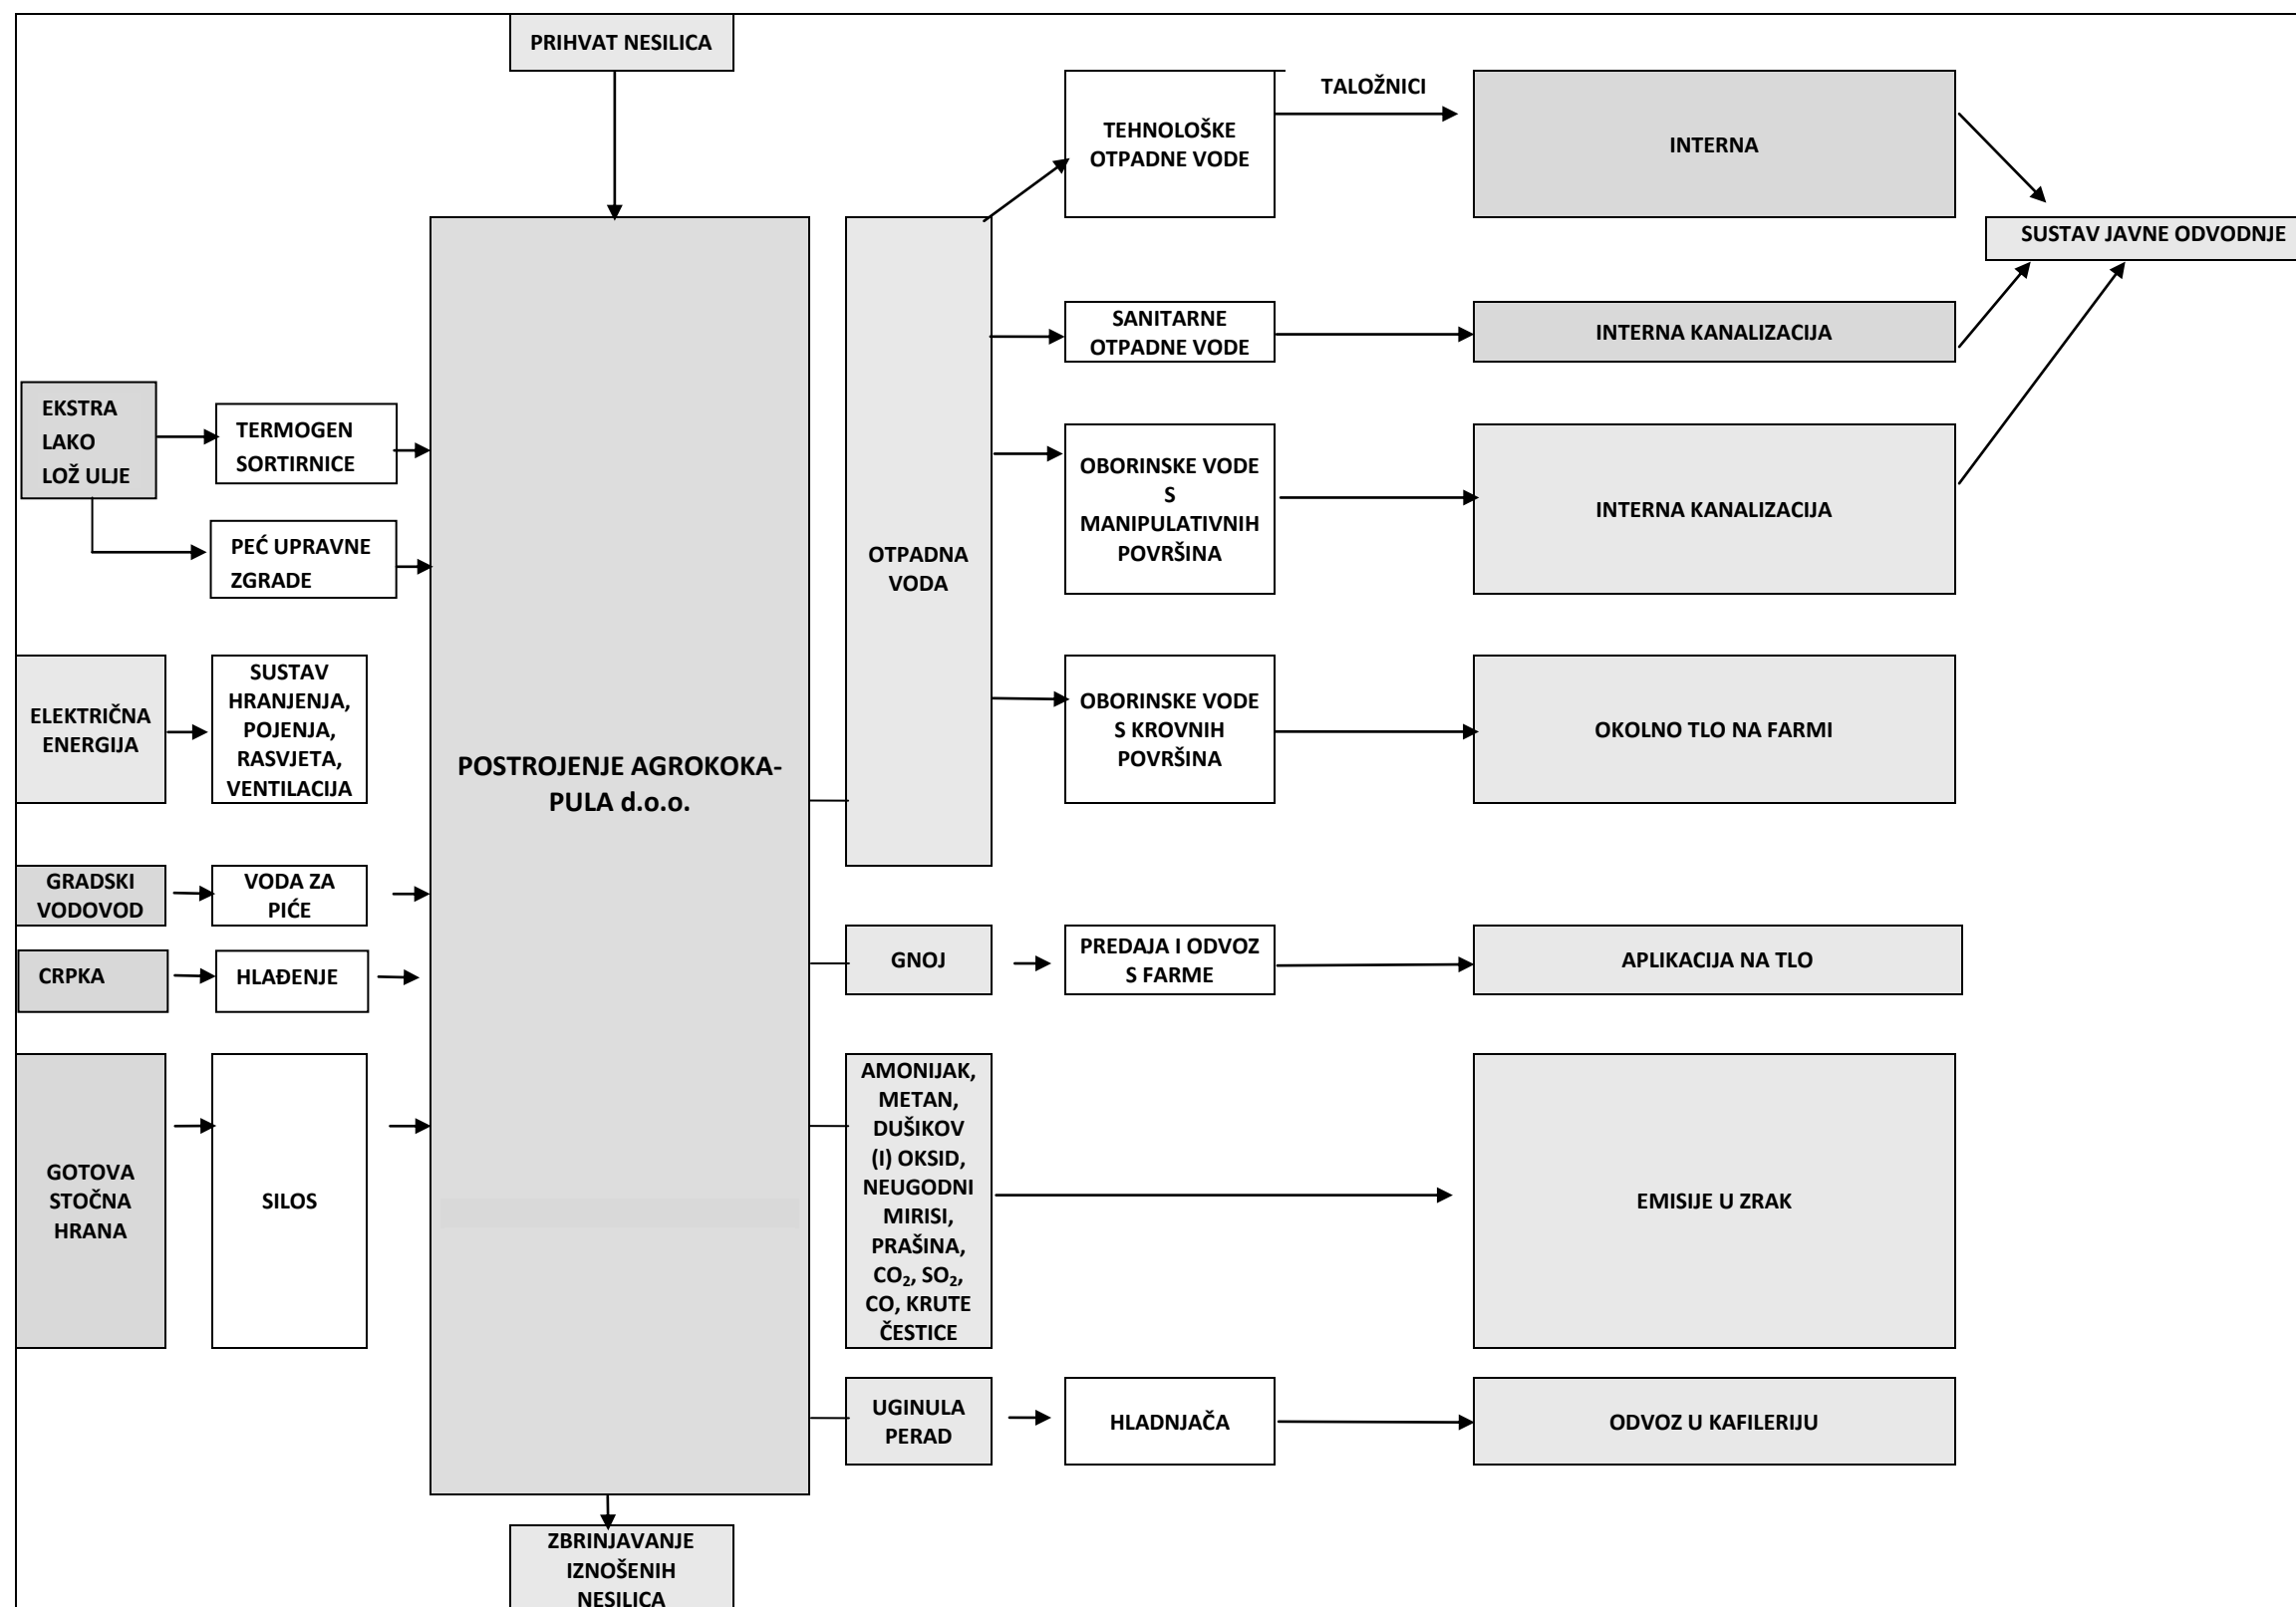 PRIHVAT NESILICA
TALOŽNICI
TEHNOLOŠKE
OTPADNE VODE
INTERNA
SUSTAV JAVNE ODVODNJE
SANITARNE
OTPADNE VODE
INTERNA KANALIZACIJA
EKSTRA
LAKO
LOŽ ULJE
TERMOGEN
SORTIRNICE
PEĆ UPRAVNE
ZGRADE
OBORINSKE VODE
S
MANIPULATIVNIH
POVRŠINA
INTERNA KANALIZACIJA
OTPADNA
VODA
ELEKTRIČNA
ENERGIJA
SUSTAV
HRANJENJA,
POJENJA,
RASVJETA,
VENTILACIJA
POSTROJENJE AGROKOKA-
PULA d.o.o.
OBORINSKE VODE
S KROVNIH
POVRŠINA
OKOLNO TLO NA FARMI
GRADSKI
VODOVOD
VODA ZA
PIĆE
CRPKA
HLAĐENJE
GNOJ
PREDAJA I ODVOZ
S FARME
APLIKACIJA NA TLO
GOTOVA
STOČNA
HRANA
SILOS
AMONIJAK,
METAN,
DUŠIKOV
(I) OKSID,
NEUGODNI
MIRISI,
PRAŠINA,
CO₂, SO₂,
CO, KRUTE
ČESTICE
EMISIJE U ZRAK
UGINULA
PERAD
HLADNJAČA
ODVOZ U KAFILERIJU
ZBRINJAVANJE
IZNOŠENIH
NESILICA